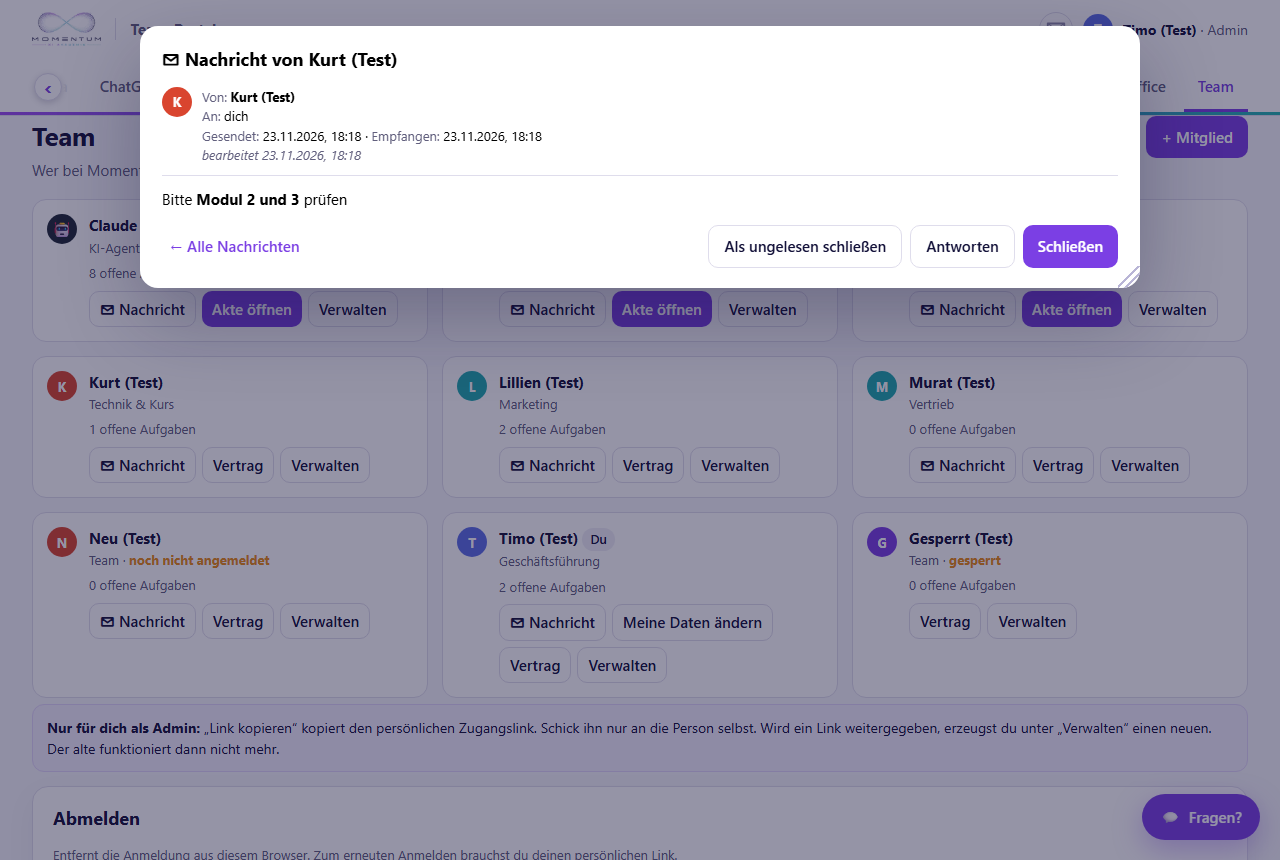 MOMENTUM
Nachricht von Kurt (Test)
Timo (Test) · Admin
ChatG
ffice
Team
K
Von: Kurt (Test)
An: dich
Gesendet: 23.11.2026, 18:18 · Empfangen: 23.11.2026, 18:18
bearbeitet 23.11.2026, 18:18
Bitte Modul 2 und 3 prüfen
← Alle Nachrichten
Als ungelesen schließen
Antworten
Schließen
Team
+ Mitglied
Wer bei Momen
Claude
KI-Agent
8 offene
Nachricht
Akte öffnen
Verwalten
Nachricht
Akte öffnen
Verwalten
Nachricht
Akte öffnen
Verwalten
K
Kurt (Test)
Technik & Kurs
1 offene Aufgaben
Nachricht
Vertrag
Verwalten
L
Lillien (Test)
Marketing
2 offene Aufgaben
Nachricht
Vertrag
Verwalten
M
Murat (Test)
Vertrieb
0 offene Aufgaben
Nachricht
Vertrag
Verwalten
N
Neu (Test)
Team · noch nicht angemeldet
0 offene Aufgaben
Nachricht
Vertrag
Verwalten
T
Timo (Test) Du
Geschäftsführung
2 offene Aufgaben
Nachricht
Meine Daten ändern
Vertrag
Verwalten
G
Gesperrt (Test)
Team · gesperrt
0 offene Aufgaben
Vertrag
Verwalten
Nur für dich als Admin: „Link kopieren“ kopiert den persönlichen Zugangslink. Schick ihn nur an die Person selbst. Wird ein Link weitergegeben, erzeugst du unter „Verwalten“ einen neuen.
Der alte funktioniert dann nicht mehr.
Abmelden
Entfernt die Anmeldung aus diesem Browser. Zum erneuten Anmelden brauchst du deinen persönlichen Link.
Fragen?